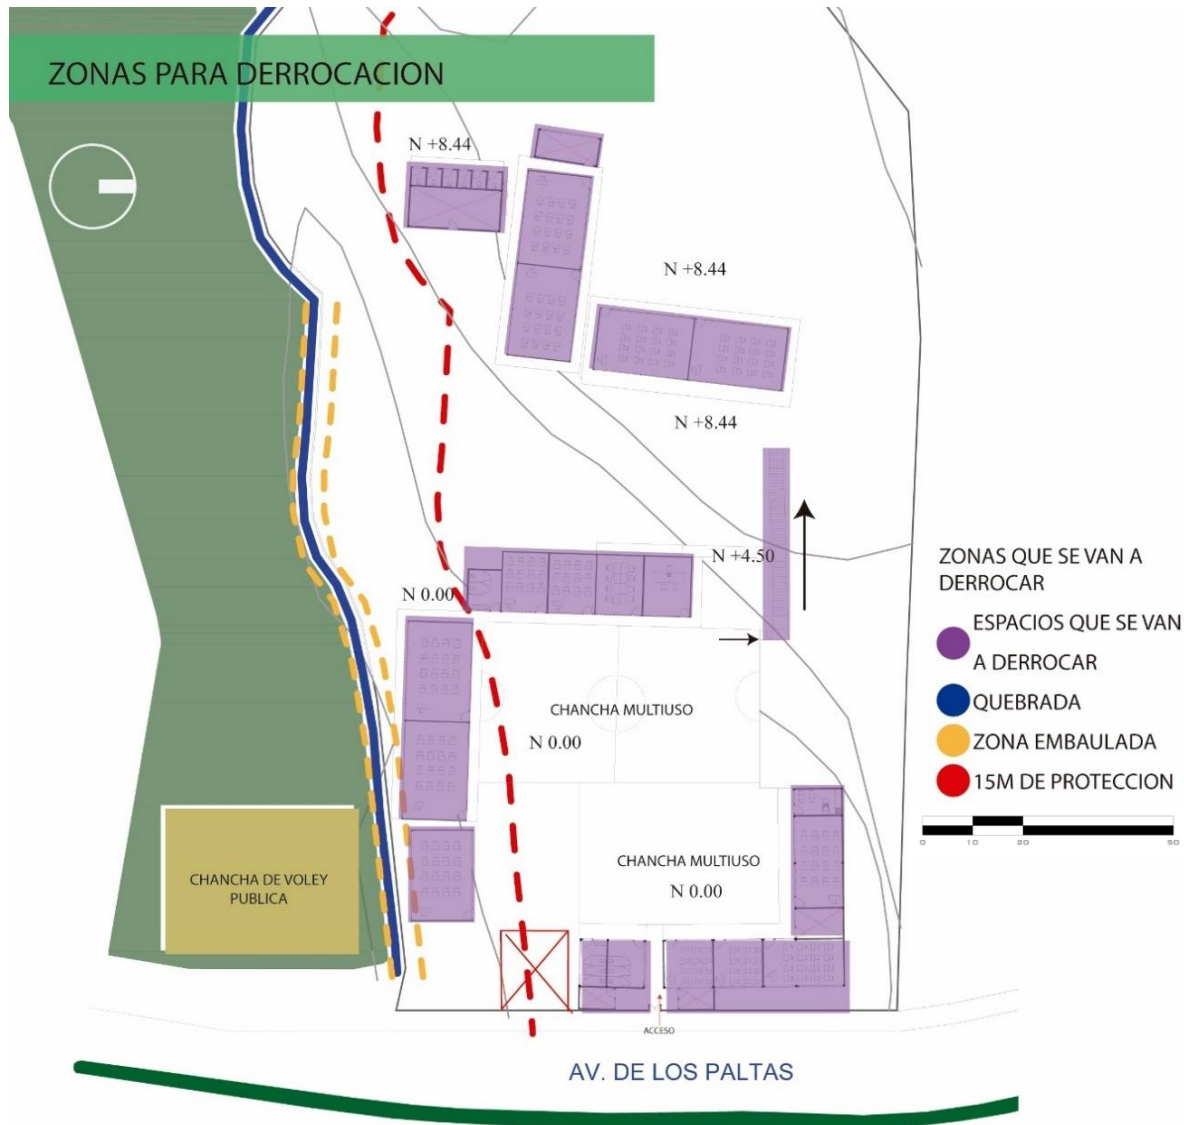 ZONAS PARA DERROCACION
N +8.44
N +8.44
N +8.44
N +4.50
N 0.00
CHANCHA MULTIUSO
N 0.00
CHANCHA MULTIUSO
N 0.00
CHANCHA DE VOLEY
PUBLICA
ACCESO
AV. DE LOS PALTAS
ZONAS QUE SE VAN A
DERROCAR
ESPACIOS QUE SE VAN
A DERROCAR
QUEBRADA
ZONA EMBAULADA
15M DE PROTECCION
0 10 20 50